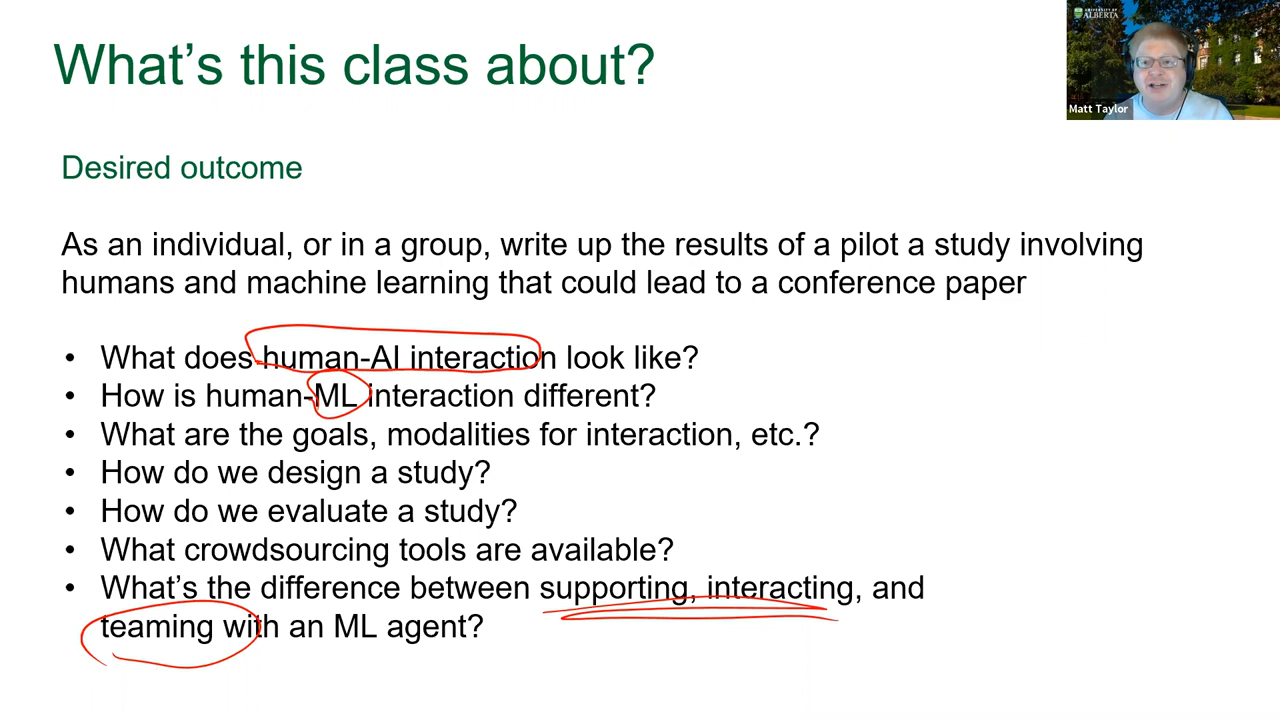 What's this class about?
UNIVERSITY OF
ALBERTA
Matt Taylor
Desired outcome
As an individual, or in a group, write up the results of a pilot a study involving
humans and machine learning that could lead to a conference paper
• What does human-AI interaction look like?
• How is human-ML interaction different?
• What are the goals, modalities for interaction, etc.?
• How do we design a study?
• How do we evaluate a study?
• What crowdsourcing tools are available?
• What's the difference between supporting, interacting, and
teaming with an ML agent?